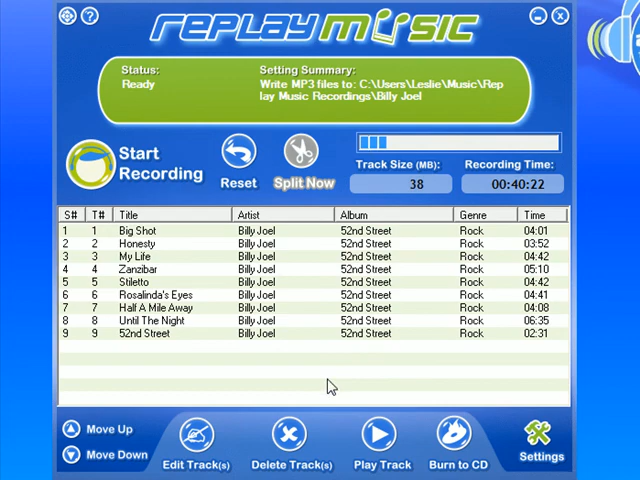 REPLAY MUSIC
Status:
Ready
Setting Summary:
Write MP3 files to: C:\Users\Leslie\Music\Rep
lay Music Recordings\Billy Joel
Start
Recording
Reset
Split Now
Track Size (MB):
38
Recording Time:
00:40:22
S# T# Title Artist Album Genre Time
1 1 Big Shot Billy Joel 52nd Street Rock 04:01
2 2 Honesty Billy Joel 52nd Street Rock 03:52
3 3 My Life Billy Joel 52nd Street Rock 04:42
4 4 Zanzibar Billy Joel 52nd Street Rock 05:10
5 5 Stiletto Billy Joel 52nd Street Rock 04:42
6 6 Rosalinda's Eyes Billy Joel 52nd Street Rock 04:41
7 7 Half A Mile Away Billy Joel 52nd Street Rock 04:08
8 8 Until The Night Billy Joel 52nd Street Rock 06:35
9 9 52nd Street Billy Joel 52nd Street Rock 02:31
Move Up
Move Down
Edit Track(s)
Delete Track(s)
Play Track
Burn to CD
Settings